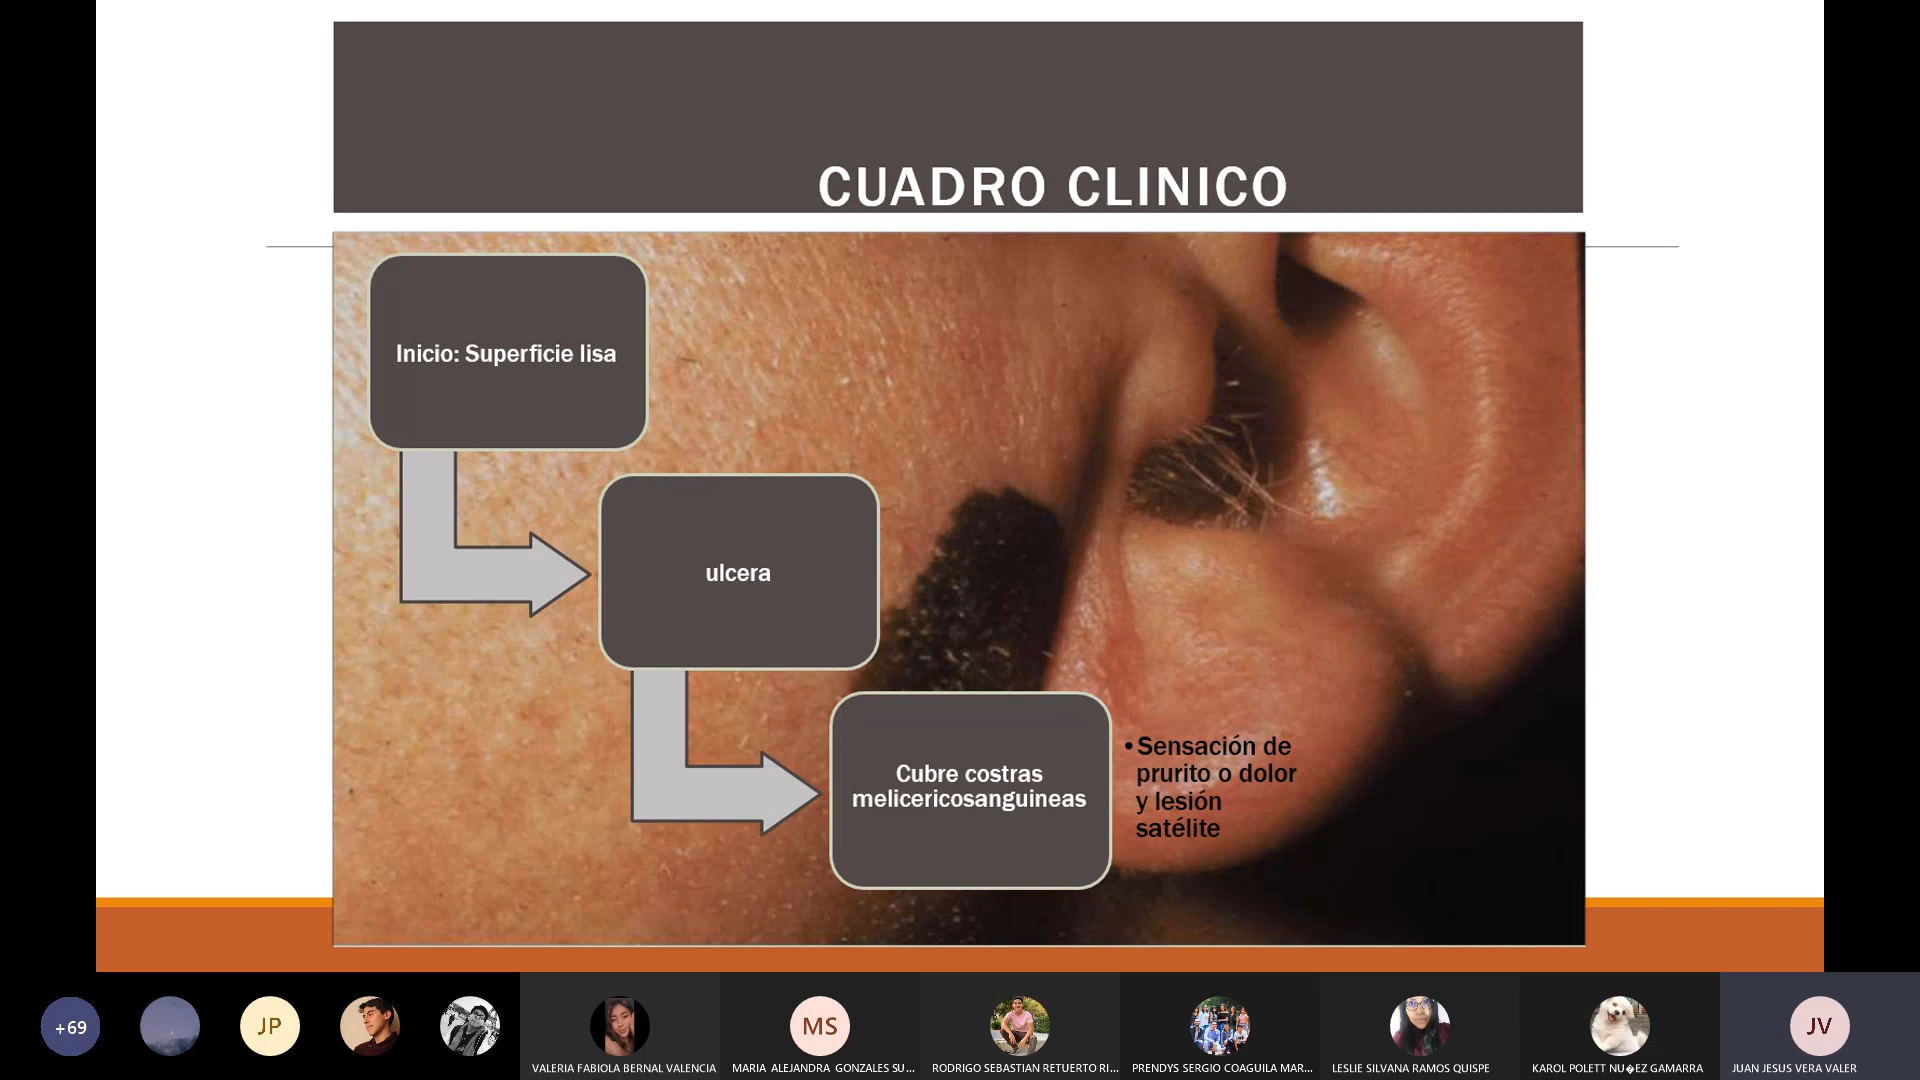 CUADRO CLINICO
Inicio: Superficie lisa
ulcera
Cubre costras
melicericosanguineas
•Sensación de
prurito o dolor
y lesión
satélite
+69
JP
MS
JV
VALERIA FABIOLA BERNAL VALENCIA
MARIA ALEJANDRA GONZALES SU...
RODRIGO SEBASTIAN RETUERTO RI...
PRENDYS SERGIO COAGUILA MAR...
LESLIE SILVANA RAMOS QUISPE
KAROL POLETT NU�EZ GAMARRA
JUAN JESUS VERA VALER